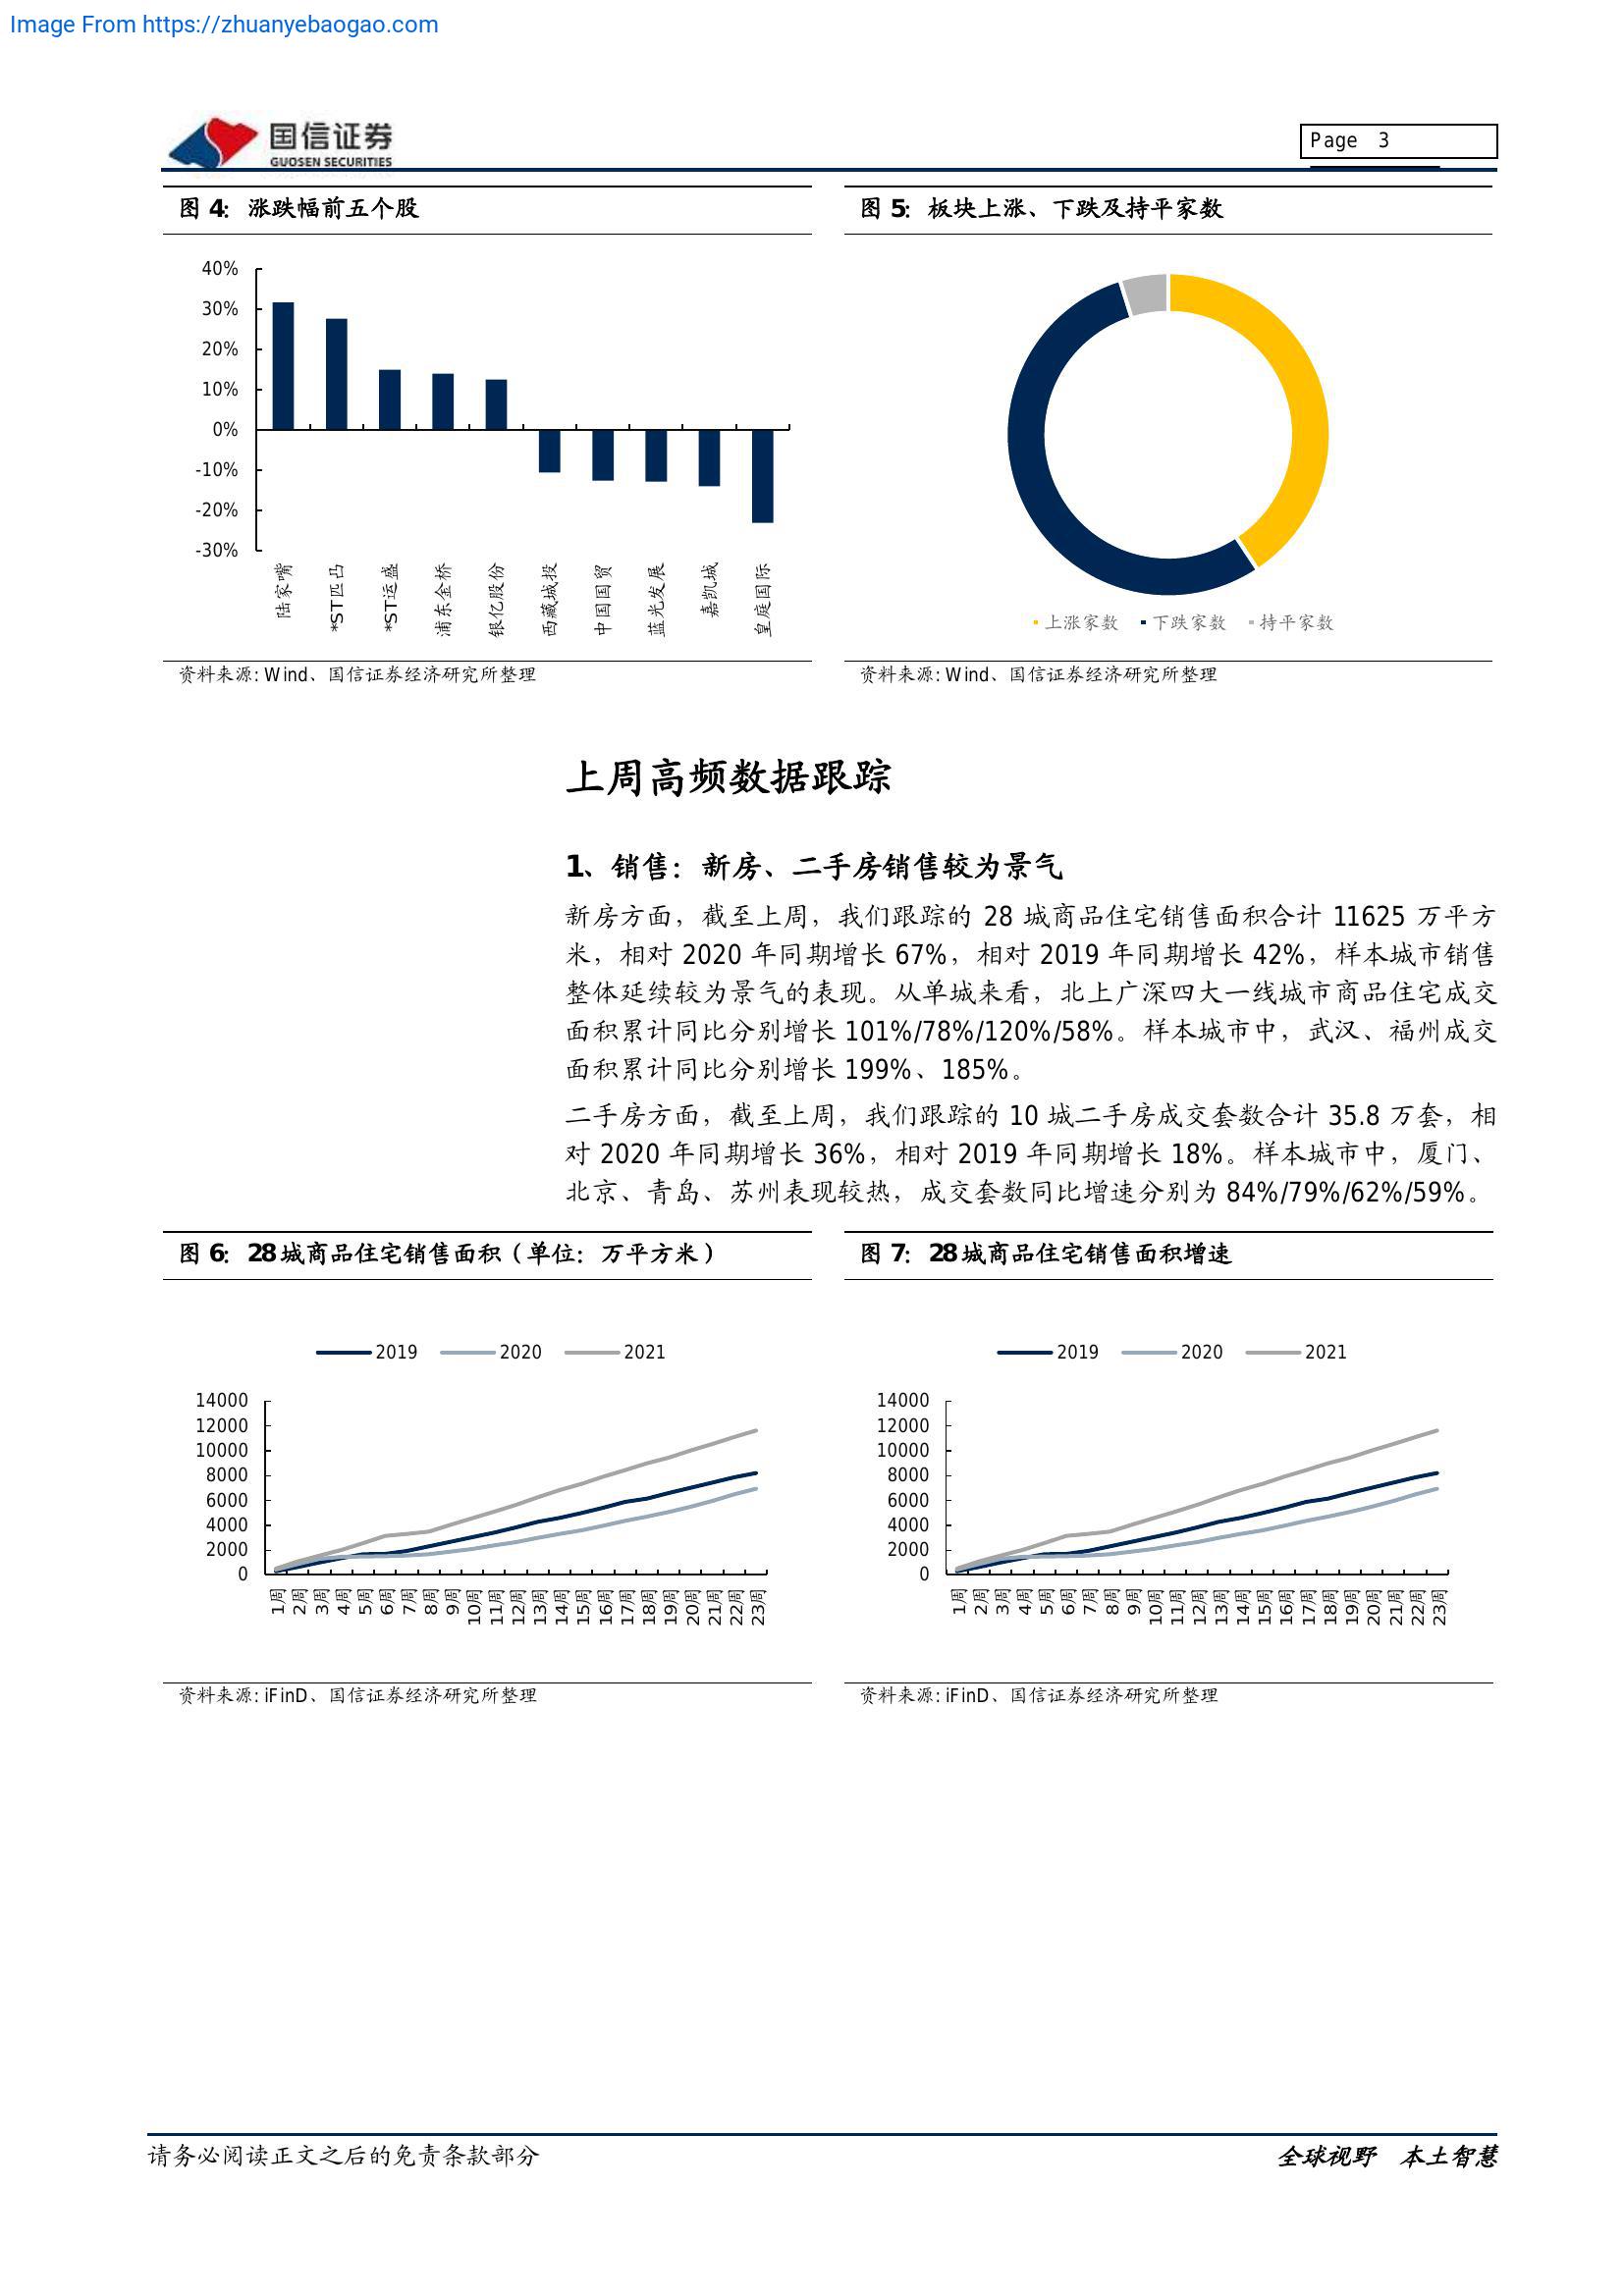 Image From https://zhuanyebaogao.com
国信证券
GUOSEN SECURITIES
Page 3
图 4：涨跌幅前五个股
40%
30%
20%
10%
0%
-10%
-20%
-30%
陆家嘴
*ST匹凸
*ST运盛
浦东金桥
银亿股份
西藏城投
中国国贸
蓝光发展
嘉凯城
皇庭国际
资料来源: Wind、国信证券经济研究所整理
图 5：板块上涨、下跌及持平家数
上涨家数 下跌家数 持平家数
资料来源: Wind、国信证券经济研究所整理
上周高频数据跟踪
1、销售：新房、二手房销售较为景气
新房方面，截至上周，我们跟踪的 28 城商品住宅销售面积合计 11625 万平方
米，相对 2020 年同期增长 67%，相对 2019 年同期增长 42%，样本城市销售
整体延续较为景气的表现。从单城来看，北上广深四大一线城市商品住宅成交
面积累计同比分别增长 101%/78%/120%/58%。样本城市中，武汉、福州成交
面积累计同比分别增长 199%、185%。
二手房方面，截至上周，我们跟踪的 10 城二手房成交套数合计 35.8 万套，相
对 2020 年同期增长 36%，相对 2019 年同期增长 18%。样本城市中，厦门、
北京、青岛、苏州表现较热，成交套数同比增速分别为 84%/79%/62%/59%。
图 6：28城商品住宅销售面积（单位：万平方米）
2019 2020 2021
14000
12000
10000
8000
6000
4000
2000
0
1周 2周 3周 4周 5周 6周 7周 8周 9周 10周 11周 12周 13周 14周 15周 16周 17周 18周 19周 20周 21周 22周 23周
资料来源: iFinD、国信证券经济研究所整理
图 7：28城商品住宅销售面积增速
2019 2020 2021
14000
12000
10000
8000
6000
4000
2000
0
1周 2周 3周 4周 5周 6周 7周 8周 9周 10周 11周 12周 13周 14周 15周 16周 17周 18周 19周 20周 21周 22周 23周
资料来源: iFinD、国信证券经济研究所整理
请务必阅读正文之后的免责条款部分
全球视野 本土智慧